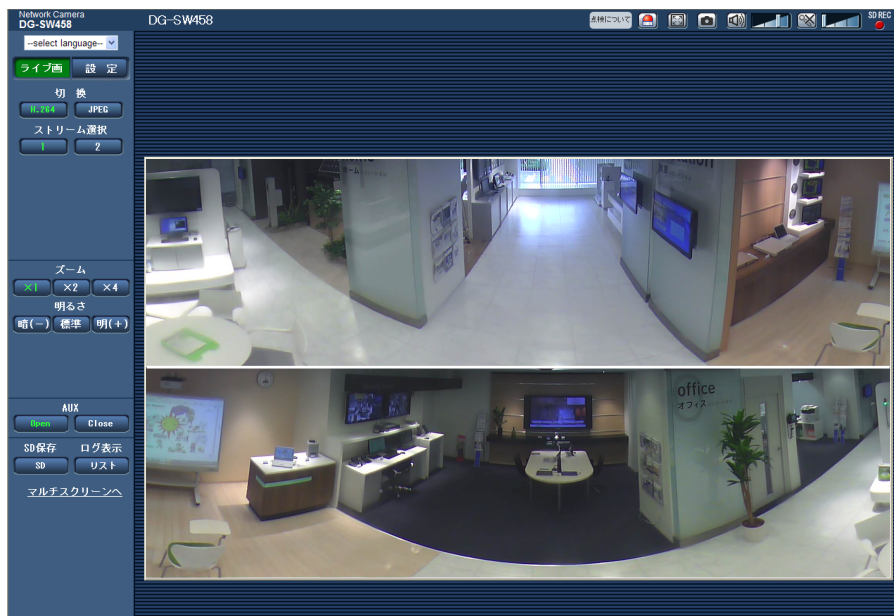 Network Camera
DG-SW458
DG-SW458
点検について
SD REC
--select language--
ライブ画 設 定
切 換
H.264 JPEG
ストリーム選択
1 2
ズーム
×1 ×2 ×4
明るさ
暗(-) 標準 明(+)
AUX
Open Close
SD保存 ログ表示
SD リスト
マルチスクリーンへ
office
オフィス